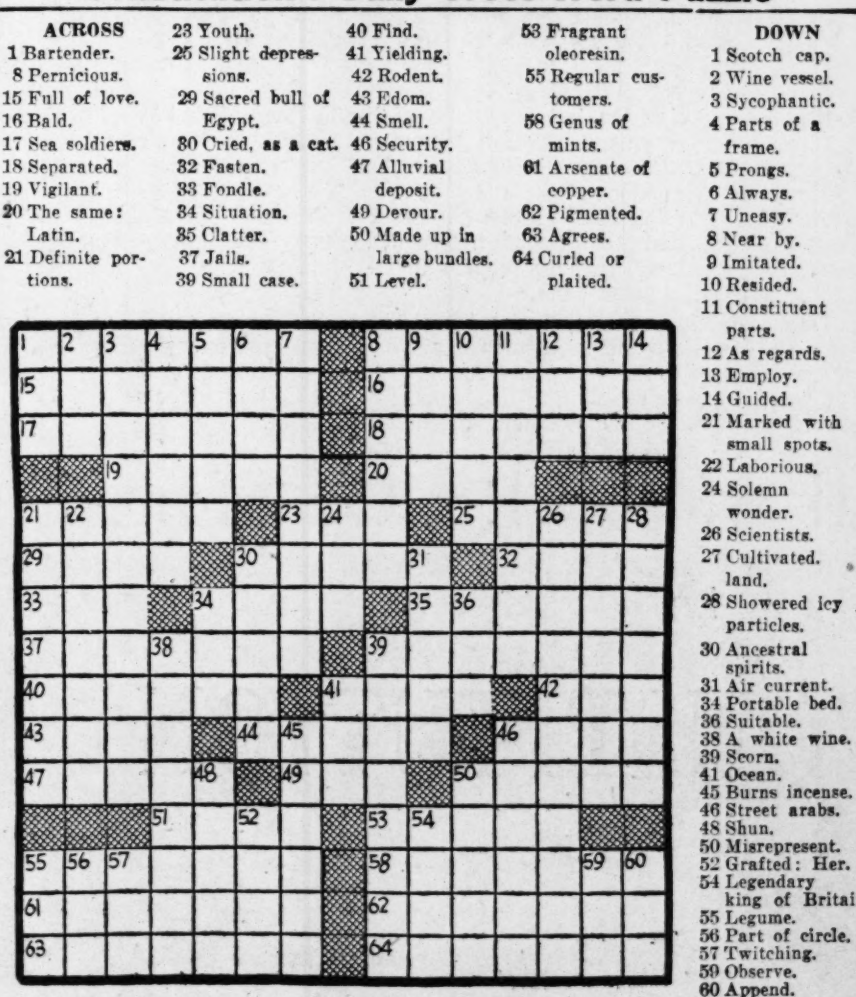 ACROSS
1 Bartender.
8 Pernicious.
15 Full of love.
16 Bald.
17 Sea soldiers.
18 Separated.
19 Vigilant.
20 The same:
Latin.
21 Definite por-
tions.
23 Youth.
25 Slight depres-
sions.
29 Sacred bull of
Egypt.
30 Cried, as a cat.
32 Fasten.
33 Fondle.
34 Situation.
35 Clatter.
37 Jails.
39 Small case.
40 Find.
41 Yielding.
42 Rodent.
43 Edom.
44 Smell.
46 Security.
47 Alluvial
deposit.
49 Devour.
50 Made up in
large bundles.
51 Level.
53 Fragrant
oleoresin.
55 Regular cus-
tomers.
58 Genus of
mints.
61 Arsenate of
copper.
62 Pigmented.
63 Agrees.
64 Curled or
plaited.
DOWN
1 Scotch cap.
2 Wine vessel.
3 Sycophantic.
4 Parts of a
frame.
5 Prongs.
6 Always.
7 Uneasy.
8 Near by.
9 Imitated.
10 Resided.
11 Constituent
parts.
12 As regards.
13 Employ.
14 Guided.
21 Marked with
small spots.
22 Laborious.
24 Solemn
wonder.
26 Scientists.
27 Cultivated.
land.
28 Showered icy
particles.
30 Ancestral
spirits.
31 Air current.
34 Portable bed.
36 Suitable.
38 A white wine.
39 Scorn.
41 Ocean.
45 Burns incense.
46 Street arabs.
48 Shun.
50 Misrepresent.
52 Grafted: Her.
54 Legendary
king of Britai
55 Legume.
56 Part of circle.
57 Twitching.
59 Observe.
60 Append.
1 2 3 4 5 6 7 8 9 10 11 12 13 14
15 16
17 18
19 20
21 22 23 24 25 26 27 28
29 30 31 32
33 34 35 36
37 38 39
40 41 42
43 44 45 46
47 48 49 50
51 52 53 54
55 56 57 58 59 60
61 62
63 64